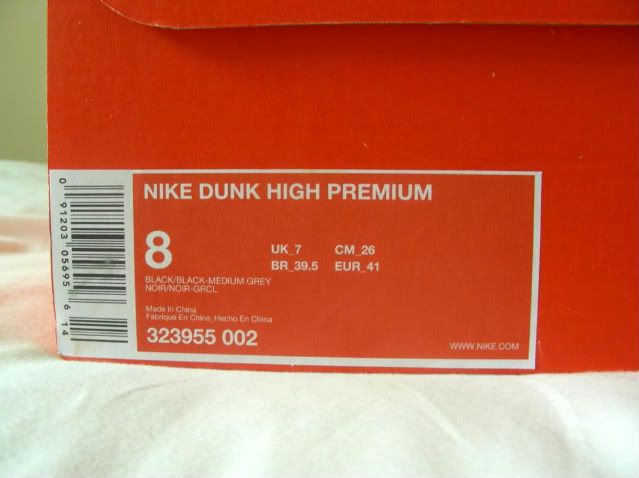 NIKE DUNK HIGH PREMIUM
8
UK_7 CM_26
BR_39.5 EUR_41
BLACK/BLACK-MEDIUM GREY
NOIR/NOIR-GRCL
Made In China
Fabrique En Chine_Hecho En China
323955 002
WWW.NIKE.COM
0 91203 05695 6 14